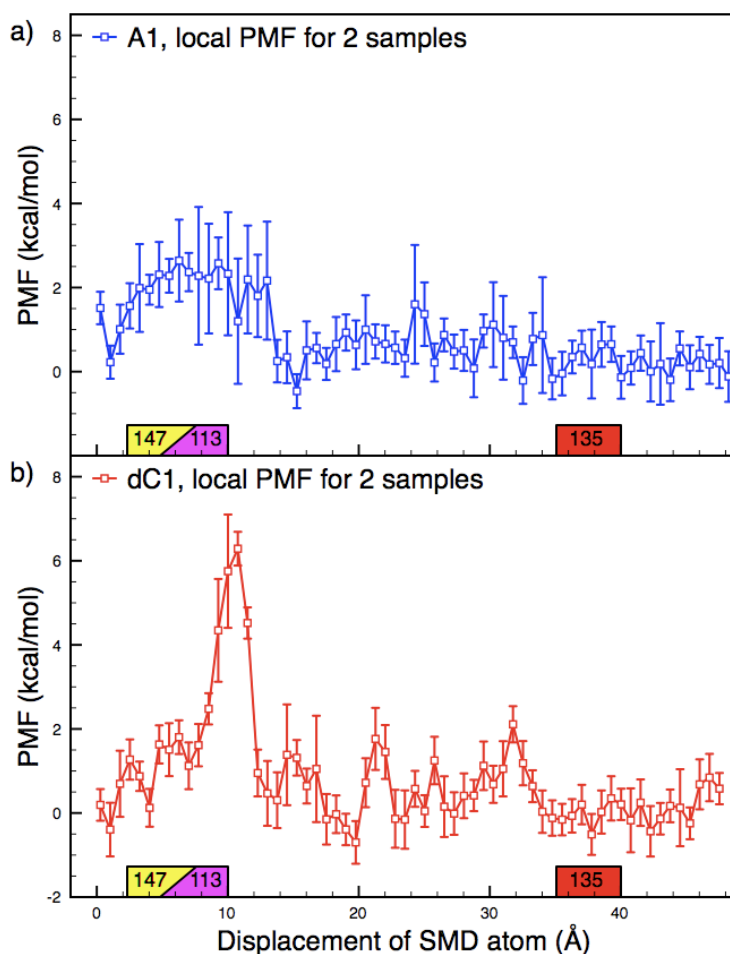 a)
A1, local PMF for 2 samples
8
6
4
2
0
PMF (kcal/mol)
147 113 135
b)
dC1, local PMF for 2 samples
8
6
4
2
0
-2
PMF (kcal/mol)
147 113 135
0 10 20 30 40
Displacement of SMD atom (Å)